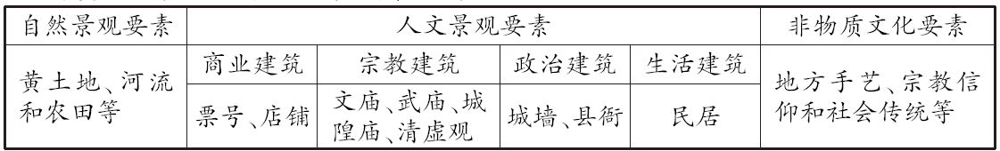 自然景观要素 人文景观要素 非物质文化要素
黄土地、河流和农田等 商业建筑 宗教建筑 政治建筑 生活建筑 地方手艺、宗教信仰和社会传统等
票号、店铺 文庙、武庙、城隍庙、清虚观 城墙、县衙 民居